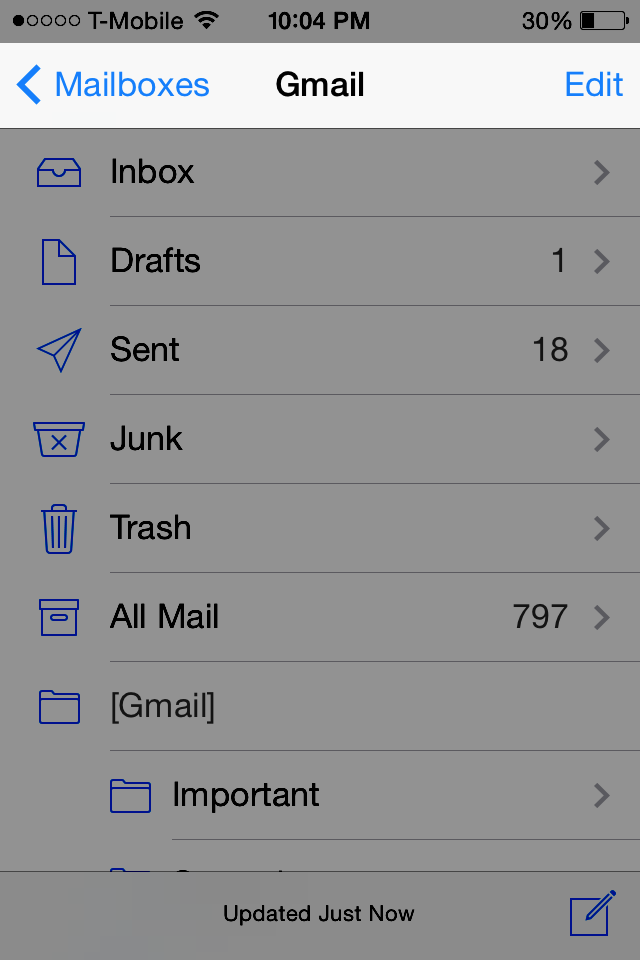 T-Mobile 10:04 PM 30%
Mailboxes Gmail Edit
Inbox
Drafts 1
Sent 18
Junk
Trash
All Mail 797
[Gmail]
Important
Updated Just Now